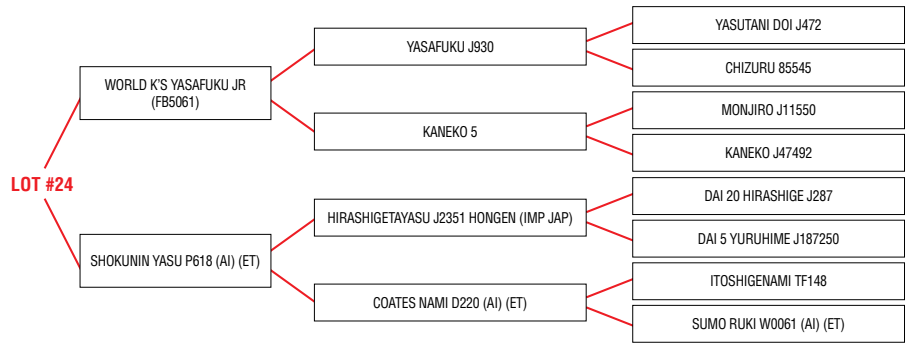 YASUTANI DOI J472
YASAFUKU J930
CHIZURU 85545
WORLD K'S YASAFUKU JR
(FB5061)
MONJIRO J11550
KANEKO 5
KANEKO J47492
LOT #24
DAI 20 HIRASHIGE J287
HIRASHIGETAYASU J2351 HONGEN (IMP JAP)
DAI 5 YURUHIME J187250
SHOKUNIN YASU P618 (AI) (ET)
ITOSHIGENAMI TF148
COATES NAMI D220 (AI) (ET)
SUMO RUKI W0061 (AI) (ET)